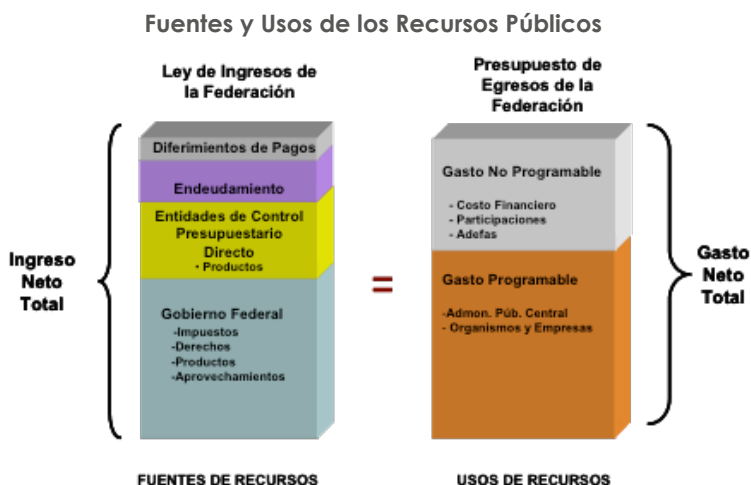 Fuentes y Usos de los Recursos Públicos
Ley de Ingresos de
la Federación
Presupuesto de
Egresos de la
Federación
Ingreso
Neto
Total
Diferimientos de Pagos
Endeudamiento
Entidades de Control
Presupuestario
Directo
• Productos
Gobierno Federal
-Impuestos
-Derechos
-Productos
-Aprovechamientos
=
Gasto No Programable
- Costo Financiero
- Participaciones
- Adefas
Gasto Programable
-Admon. Púb. Central
- Organismos y Empresas
Gasto
Neto
Total
FUENTES DE RECURSOS
USOS DE RECURSOS